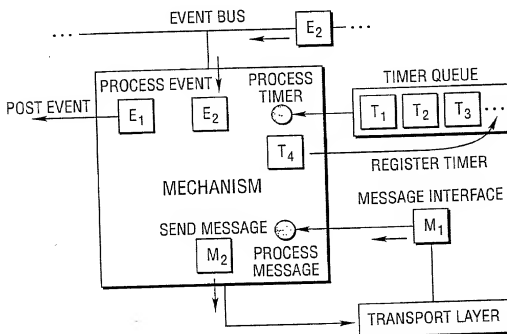 EVENT BUS
...
E2
...
PROCESS EVENT
PROCESS TIMER
TIMER QUEUE
POST EVENT
E1
E2
T1
T2
T3
...
T4
REGISTER TIMER
MECHANISM
MESSAGE INTERFACE
SEND MESSAGE
M1
M2
PROCESS MESSAGE
TRANSPORT LAYER